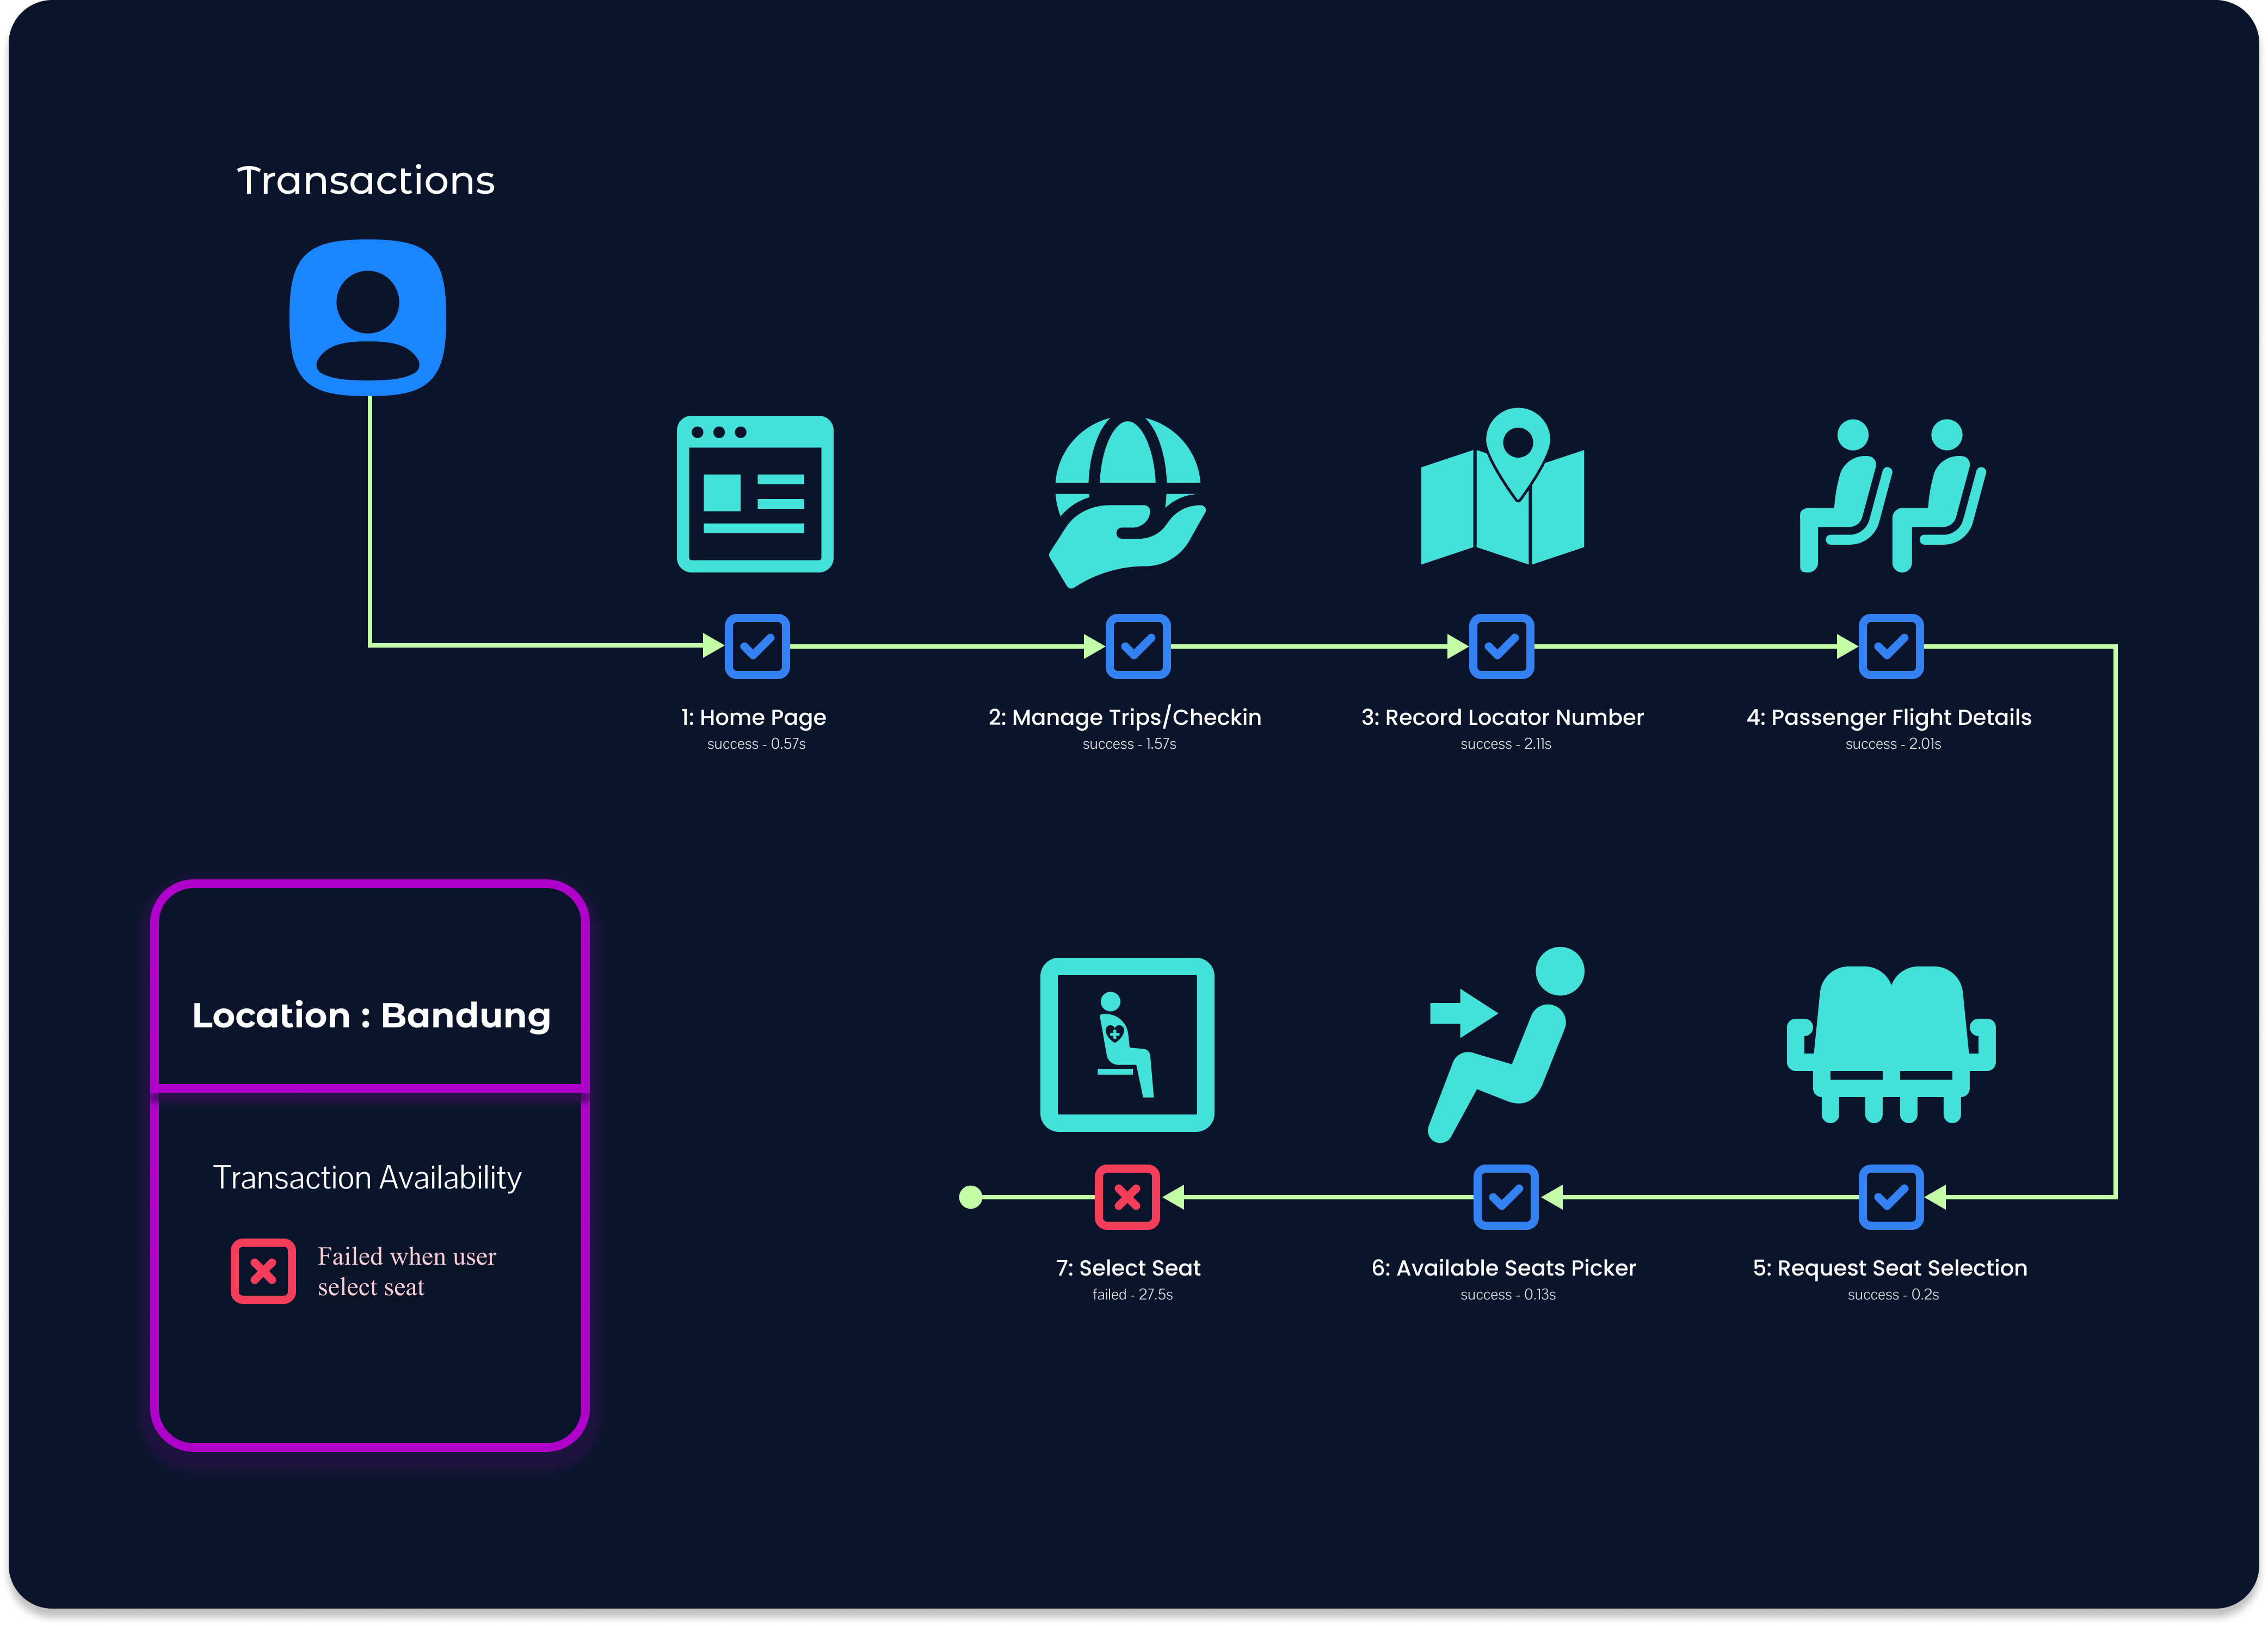 Transactions
1: Home Page
success - 0.57s
2: Manage Trips/Checkin
success - 1.57s
3: Record Locator Number
success - 2.11s
4: Passenger Flight Details
success - 2.01s
Location : Bandung
Transaction Availability
Failed when user
select seat
7: Select Seat
failed - 27.5s
6: Available Seats Picker
success - 0.13s
5: Request Seat Selection
success - 0.2s